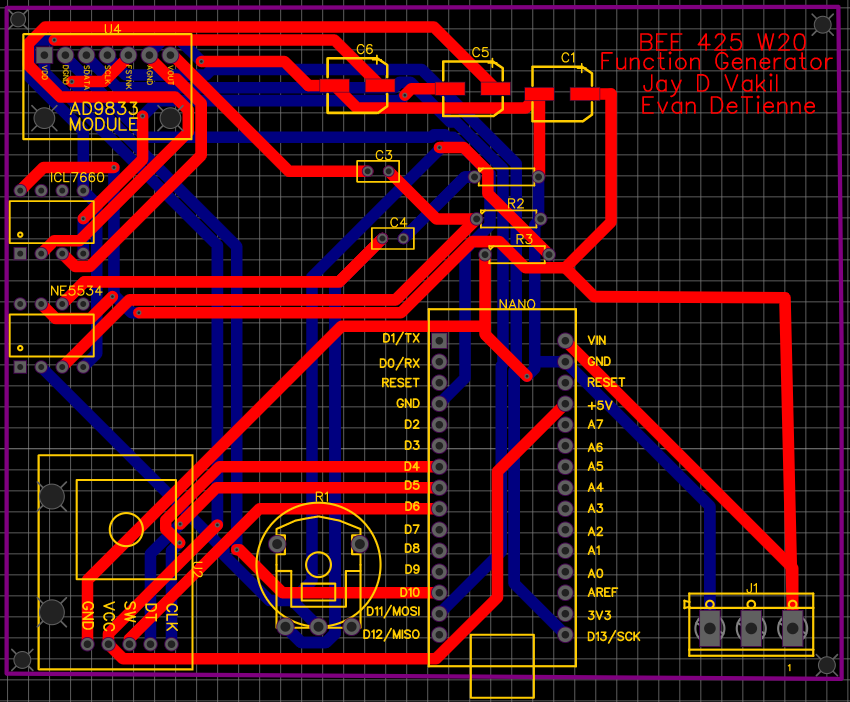 BEE 425 W20
Function Generator
Jay D Vakil
Evan DeTienne
U4
VDD
DGND
SDATA
SCLK
FSYNK
AGND
VOUT
AD9833
MODULE
C6
C5
C1
ICL7660
C3
R2
C4
R3
NE5534
NANO
D1/TX
D0/RX
RESET
GND
D2
D3
D4
D5
D6
D7
D8
D9
D10
D11/MOSI
D12/MISO
VIN
GND
RESET
+5V
A7
A6
A5
A4
A3
A2
A1
A0
AREF
3V3
D13/SCK
R1
U2
GND
VCC
SW
DT
CLK
J1
1